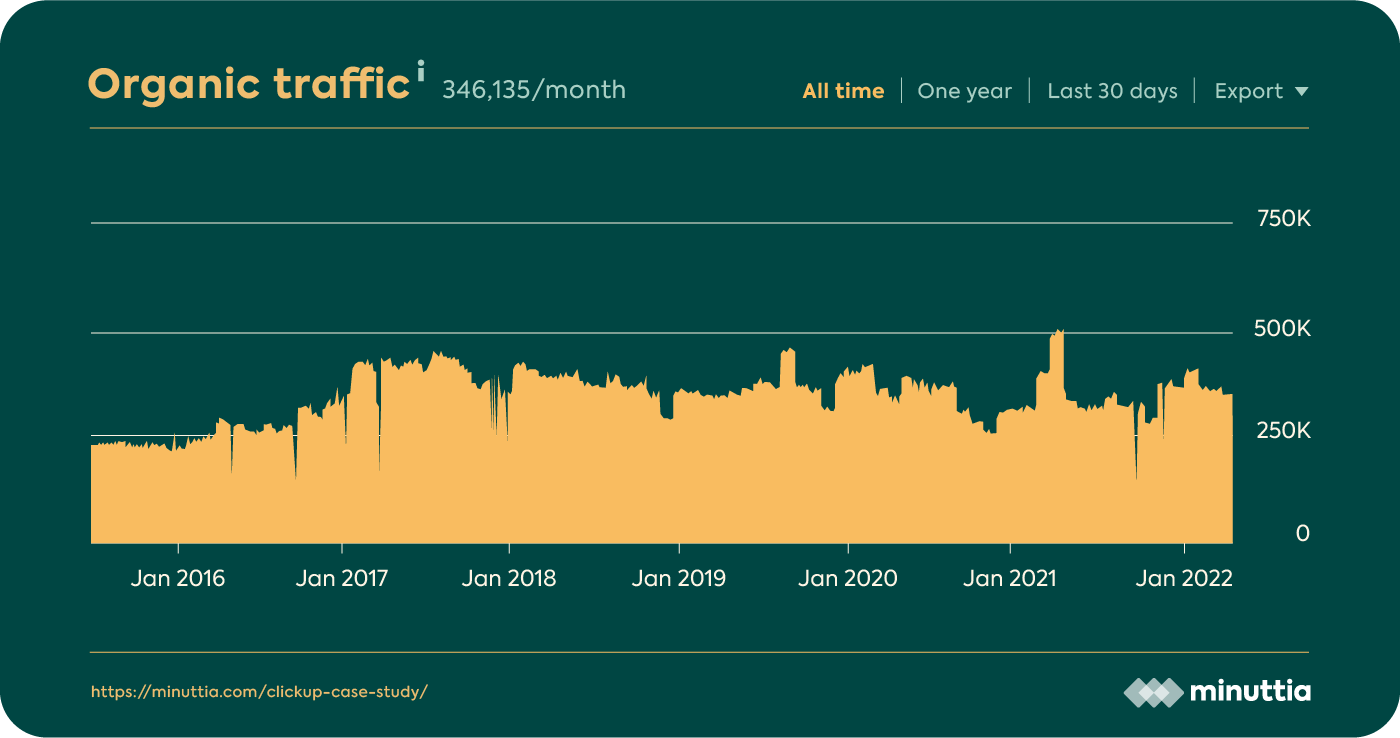 Organic traffic i 346,135/month All time One year Last 30 days Export
750K
500K
250K
0
Jan 2016 Jan 2017 Jan 2018 Jan 2019 Jan 2020 Jan 2021 Jan 2022
https://minuttia.com/clickup-case-study/ minuttia